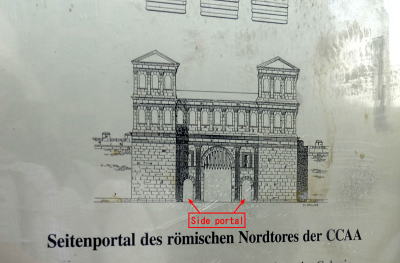 Side portal
Seitenportal des römischen Nordtores der CCAA